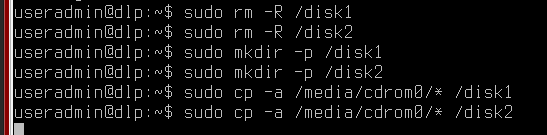 useradmin@dlp:~$ sudo rm -R /disk1
useradmin@dlp:~$ sudo rm -R /disk2
useradmin@dlp:~$ sudo mkdir -p /disk1
useradmin@dlp:~$ sudo mkdir -p /disk2
useradmin@dlp:~$ sudo cp -a /media/cdrom0/* /disk1
useradmin@dlp:~$ sudo cp -a /media/cdrom0/* /disk2